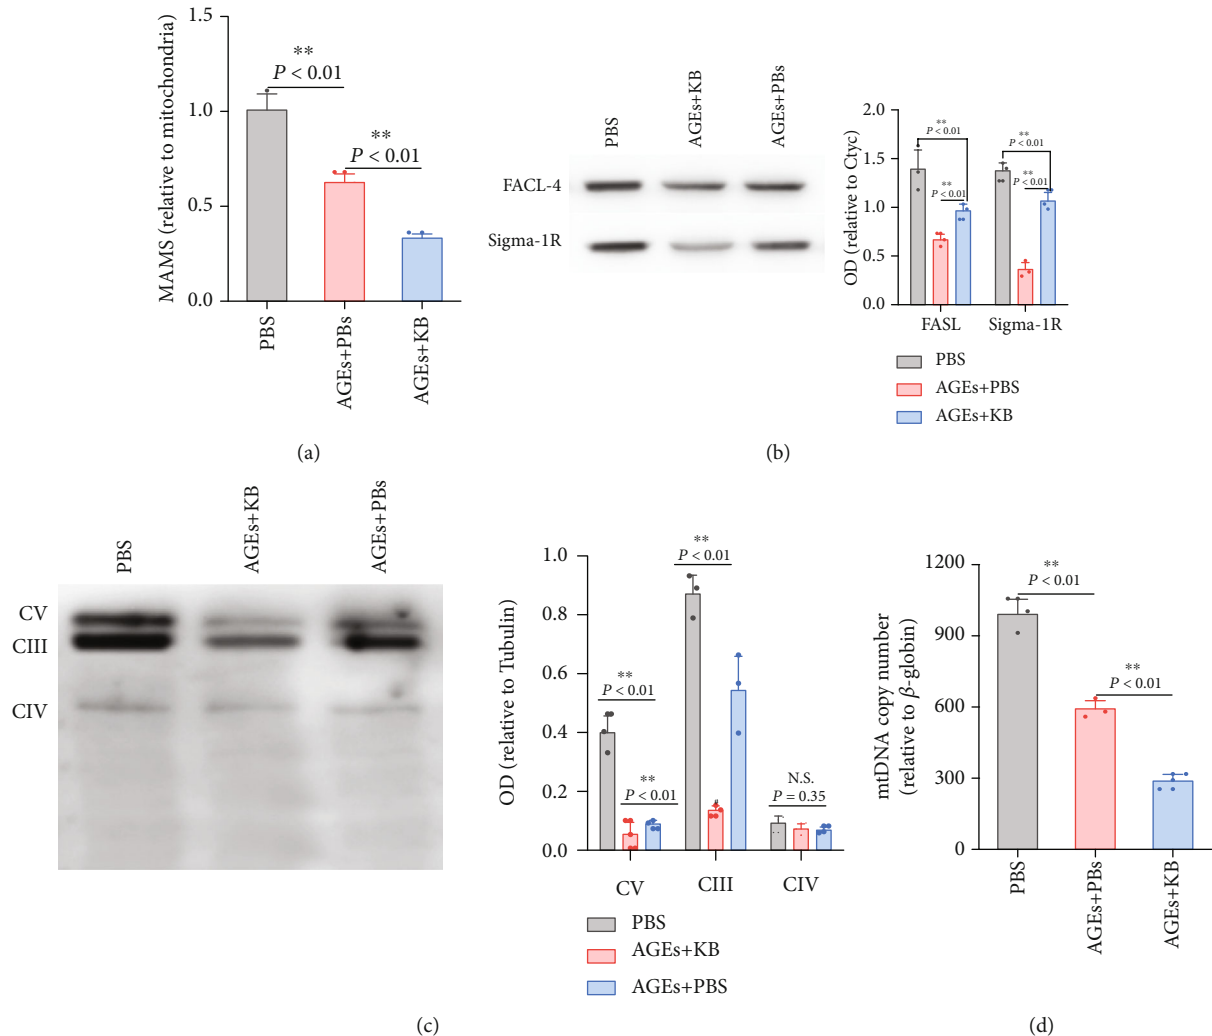 MAMS (relative to mitochondria)
1.5
1.0
0.5
0.0
**
P < 0.01
**
P < 0.01
PBS
AGEs+PBs
AGEs+KB
(a)
PBS
AGEs+KB
AGEs+PBs
FACL-4
Sigma-1R
OD (relative to Ctyc)
2.0
1.5
1.0
0.5
0.0
**
P < 0.01
**
P < 0.01
**
P < 0.01
**
P < 0.01
FASL
Sigma-1R
PBS
AGEs+PBS
AGEs+KB
(b)
PBS
AGEs+KB
AGEs+PBs
CV
CIII
CIV
OD (relative to Tubulin)
1.0
0.8
0.6
0.4
0.2
0.0
**
P < 0.01
**
P < 0.01
**
P < 0.01
#
N.S.
P = 0.35
CV
CIII
CIV
PBS
AGEs+KB
AGEs+PBS
(c)
mtDNA copy number
(relative to β-globin)
1200
900
600
300
0
**
P < 0.01
**
P < 0.01
PBS
AGEs+PBs
AGEs+KB
(d)